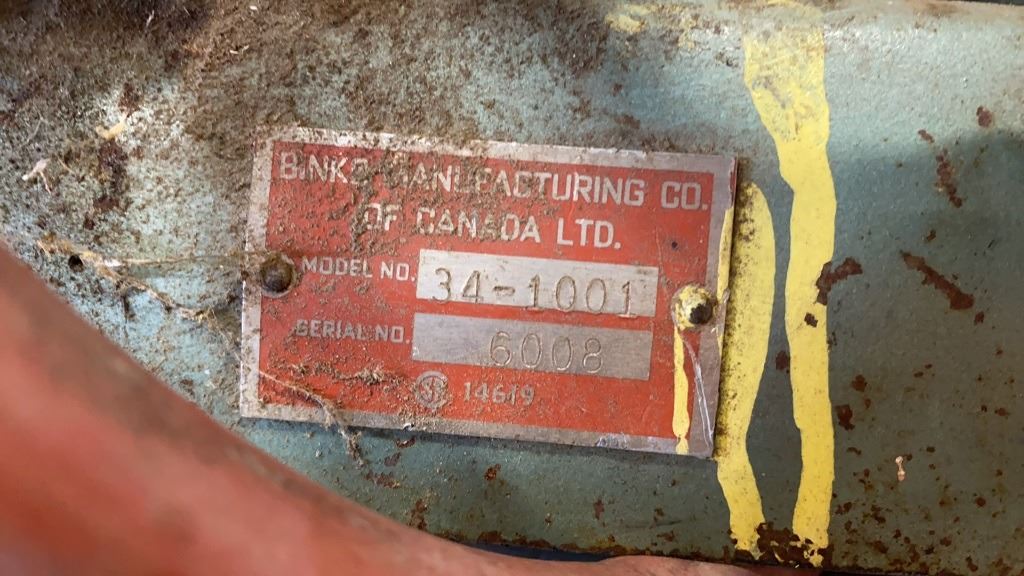 BINKS MANUFACTURING CO.
OF CANADA LTD.
MODEL NO. 34-1001
SERIAL NO. 6008
14619